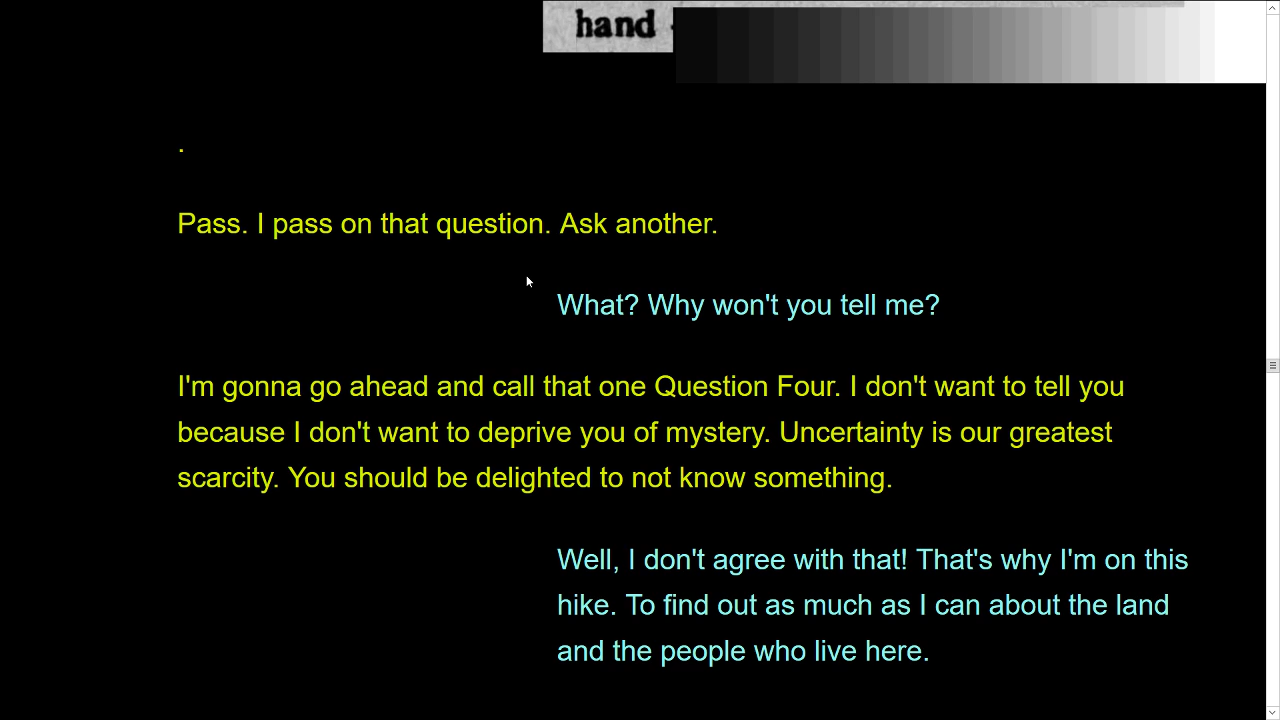 hand
.
Pass. I pass on that question. Ask another.
What? Why won't you tell me?
I'm gonna go ahead and call that one Question Four. I don't want to tell you
because I don't want to deprive you of mystery. Uncertainty is our greatest
scarcity. You should be delighted to not know something.
Well, I don't agree with that! That's why I'm on this
hike. To find out as much as I can about the land
and the people who live here.